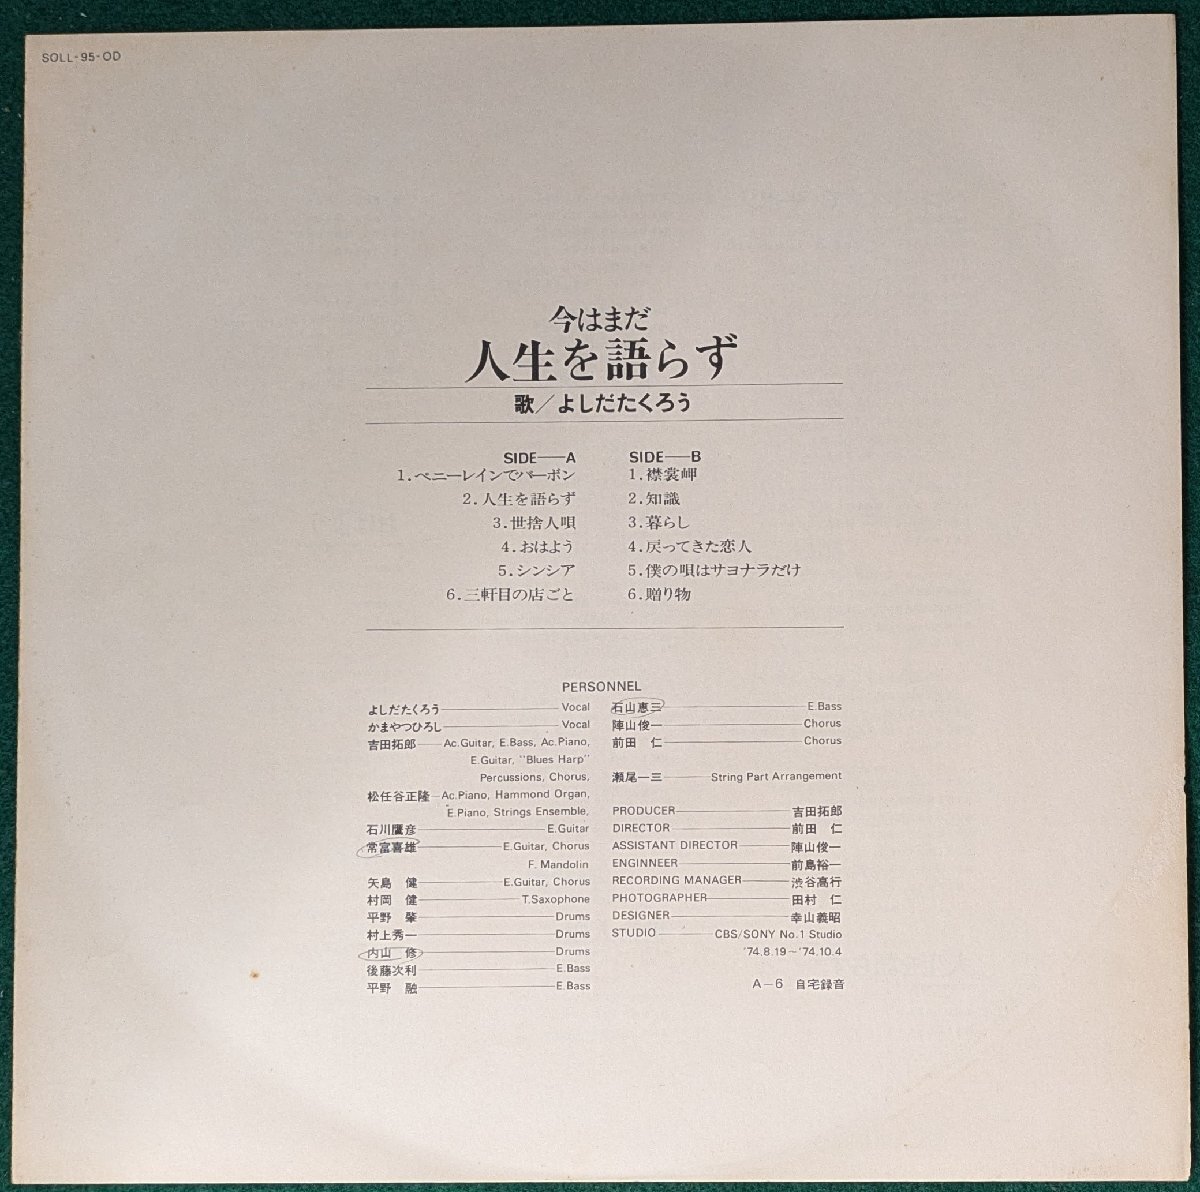 SOLL-95-OD
今はまだ
人生を語らず
歌／よしだたくろう
SIDE—A
1.ペニーレインでバーボン
2.人生を語らず
3.世捨人唄
4.おはよう
5.シンシア
6.三軒目の店ごと
SIDE—B
1.襟裳岬
2.知識
3.暮らし
4.戻ってきた恋人
5.僕の唄はサヨナラだけ
6.贈り物
PERSONNEL
よしだたくろう—Vocal
かまやつひろし—Vocal
吉田拓郎—Ac.Guitar, E.Bass, Ac.Piano,
E.Guitar, "Blues Harp"
Percussions, Chorus,
松任谷正隆—Ac.Piano, Hammond Organ,
E.Piano, Strings Ensemble,
石川鷹彦—E.Guitar
常富喜雄—E.Guitar, Chorus
F. Mandolin
矢島 健—E.Guitar, Chorus
村岡 健—T.Saxophone
平野 肇—Drums
村上秀一—Drums
内山 修—Drums
後藤次利—E.Bass
平野 融—E.Bass
石山恵三—E.Bass
陣山俊一—Chorus
前田 仁—Chorus
瀬尾一三—String Part Arrangement
PRODUCER—吉田拓郎
DIRECTOR—前田 仁
ASSISTANT DIRECTOR—陣山俊一
ENGINNEER—前島裕一
RECORDING MANAGER—渋谷高行
PHOTOGRAPHER—田村 仁
DESIGNER—幸山義昭
STUDIO—CBS/SONY No.1 Studio
'74.8.19～'74.10.4
A—6 自宅録音